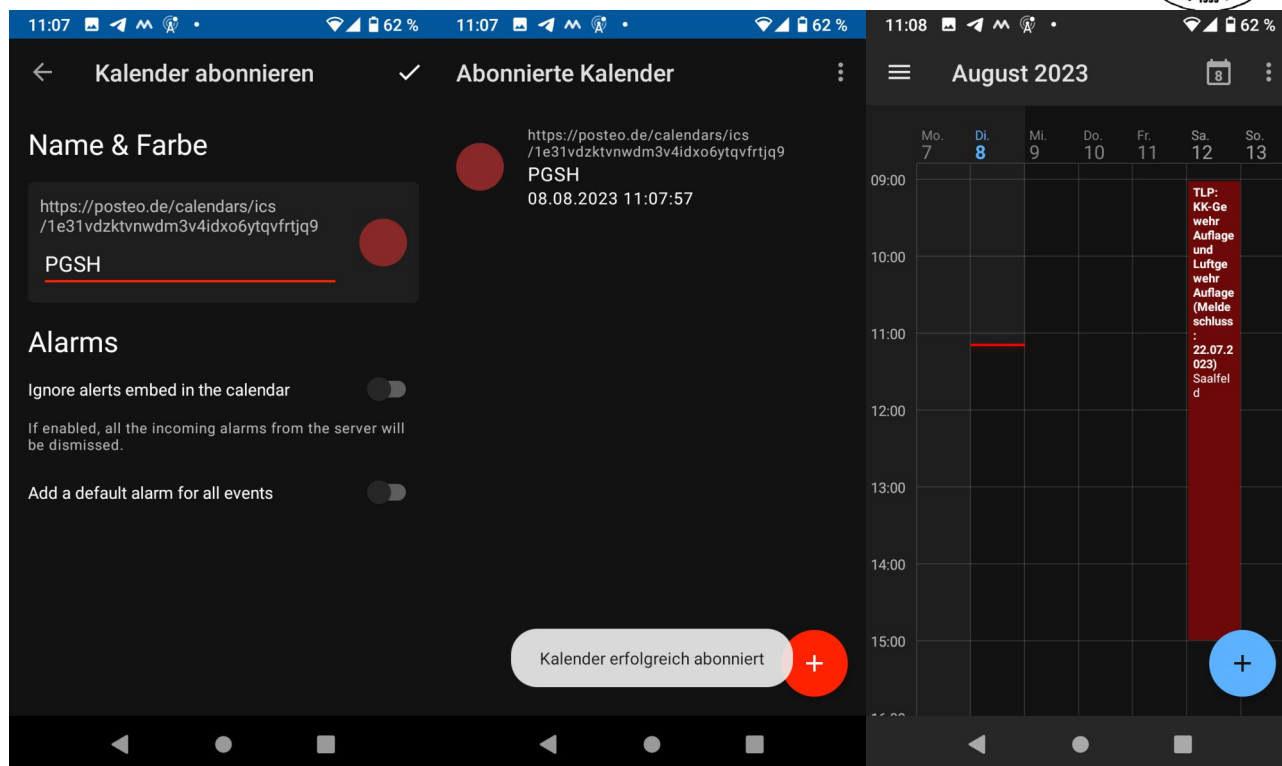 11:07
62 %
Kalender abonnieren
Name & Farbe
https://posteo.de/calendars/ics
/1e31vdzktvnwdm3v4idxo6ytqvfrtjq9
PGSH
Alarms
Ignore alerts embed in the calendar
If enabled, all the incoming alarms from the server will
be dismissed.
Add a default alarm for all events
11:07
62 %
Abonnierte Kalender
https://posteo.de/calendars/ics
/1e31vdzktvnwdm3v4idxo6ytqvfrtjq9
PGSH
08.08.2023 11:07:57
Kalender erfolgreich abonniert
+
11:08
62 %
August 2023
8
Mo. Di. Mi. Do. Fr. Sa. So.
7 8 9 10 11 12 13
09:00
TLP:
KK-Ge
wehr
Auflage
und
Luftge
wehr
Auflage
(Melde
schluss
:
22.07.2
023)
Saalfel
d
10:00
11:00
12:00
13:00
14:00
15:00
+